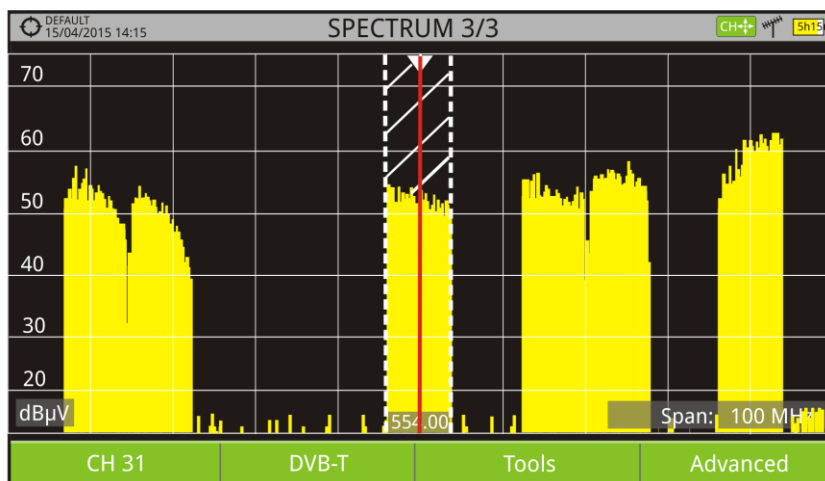 DEFAULT
15/04/2015 14:15
SPECTRUM 3/3
CH
5h15
70
60
50
40
30
20
dBµV
554.00
Span: 100 MHz
CH 31
DVB-T
Tools
Advanced